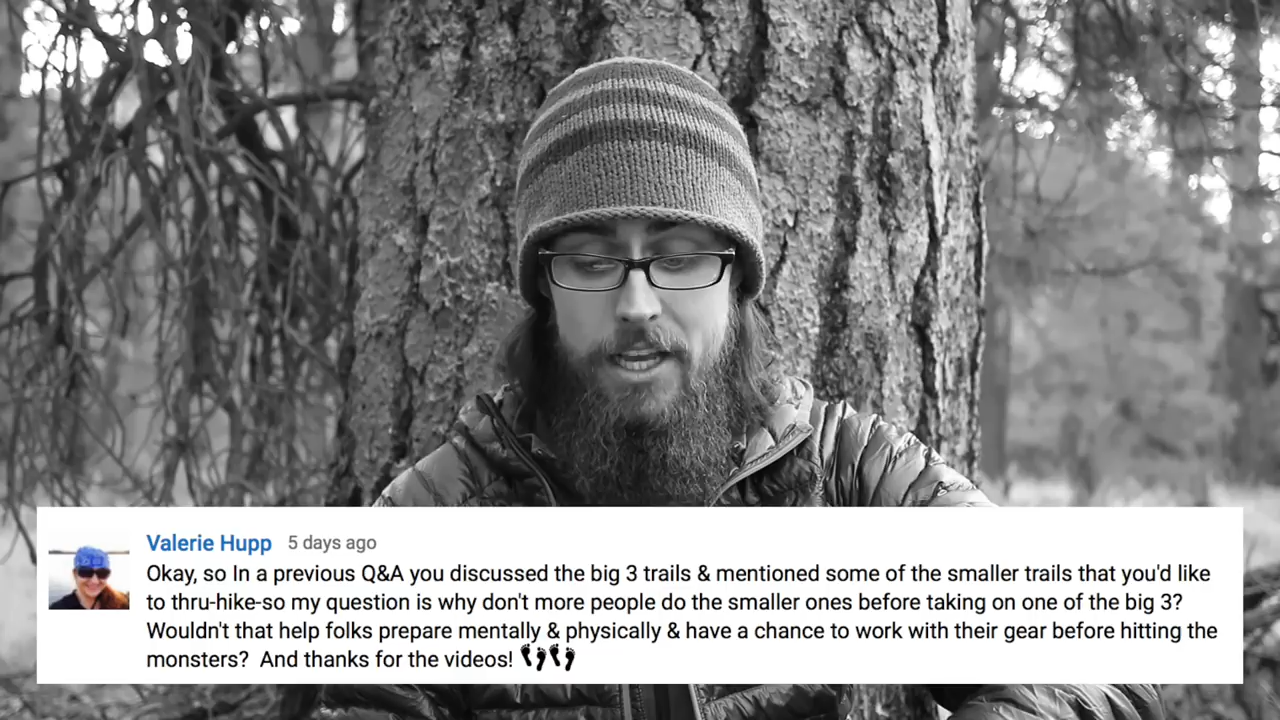 Valerie Hupp 5 days ago
Okay, so In a previous Q&A you discussed the big 3 trails & mentioned some of the smaller trails that you'd like
to thru-hike-so my question is why don't more people do the smaller ones before taking on one of the big 3?
Wouldn't that help folks prepare mentally & physically & have a chance to work with their gear before hitting the
monsters? And thanks for the videos! 👣👣